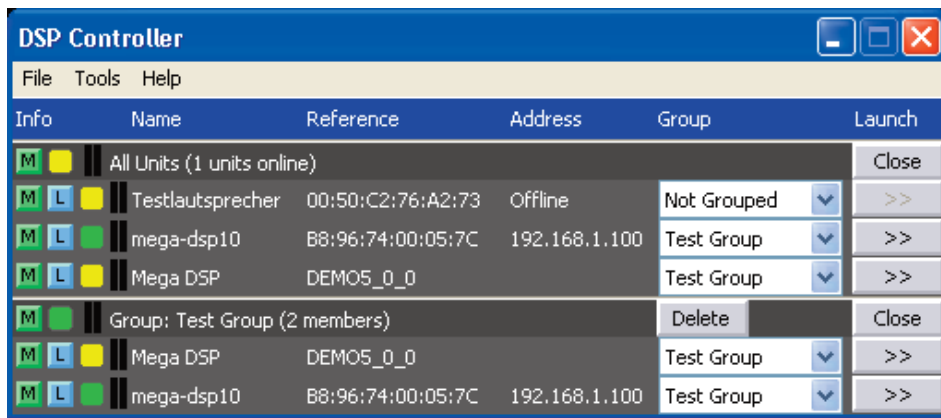 DSP Controller
File Tools Help
Info Name Reference Address Group Launch
M All Units (1 units online) Close
M L Testlautsprecher 00:50:C2:76:A2:73 Offline Not Grouped >>
M L mega-dsp10 B8:96:74:00:05:7C 192.168.1.100 Test Group >>
M L Mega DSP DEMO5_0_0 Test Group >>
M Group: Test Group (2 members) Delete Close
M L Mega DSP DEMO5_0_0 Test Group >>
M L mega-dsp10 B8:96:74:00:05:7C 192.168.1.100 Test Group >>